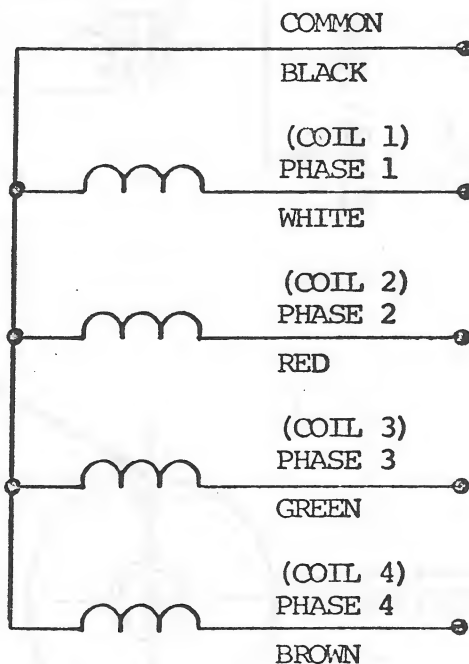 COMMON
BLACK
(COIL 1)
PHASE 1
WHITE
(COIL 2)
PHASE 2
RED
(COIL 3)
PHASE 3
GREEN
(COIL 4)
PHASE 4
BROWN